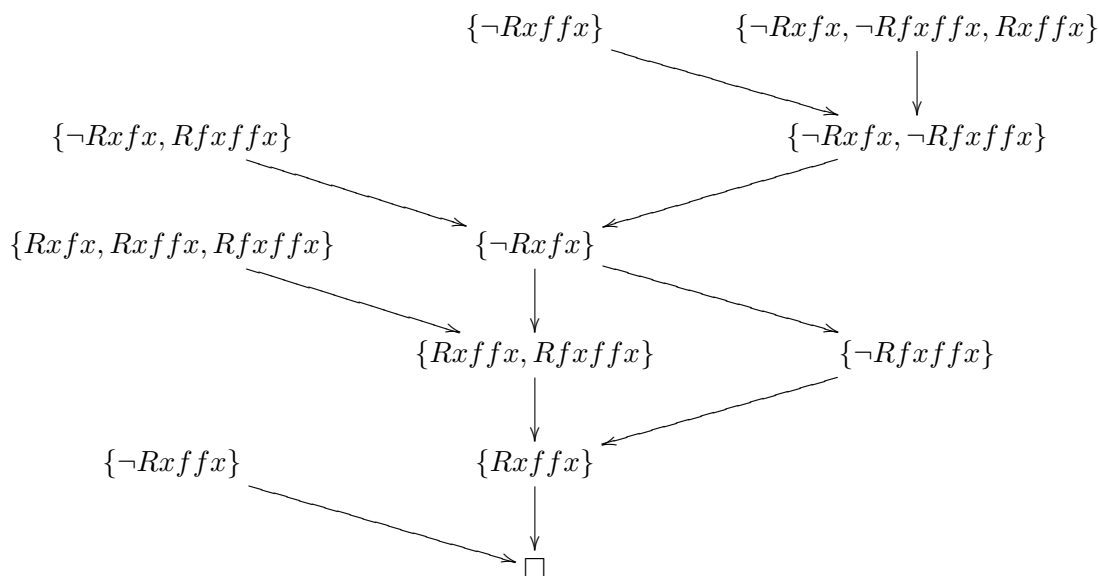 {¬Rxffx} {¬Rxfx, ¬Rfxffx, Rxffx}
{¬Rxfx, Rfxffx} {¬Rxfx, ¬Rfxffx}
{Rxfx, Rxffx, Rfxffx} {¬Rxfx}
{Rxffx, Rfxffx} {¬Rfxffx}
{¬Rxffx} {Rxffx}
□